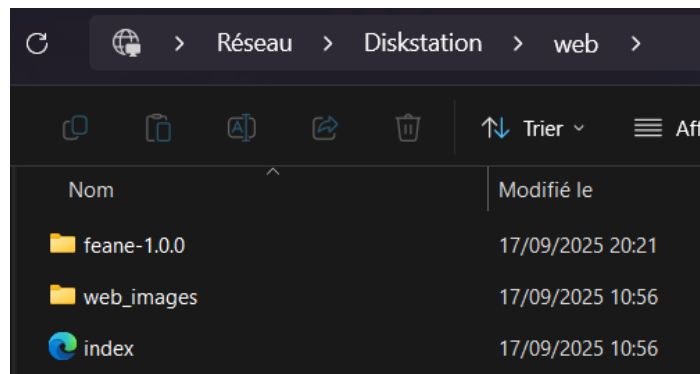 Réseau > Diskstation > web >
Trier Aff
Nom Modifié le
feane-1.0.0 17/09/2025 20:21
web_images 17/09/2025 10:56
index 17/09/2025 10:56